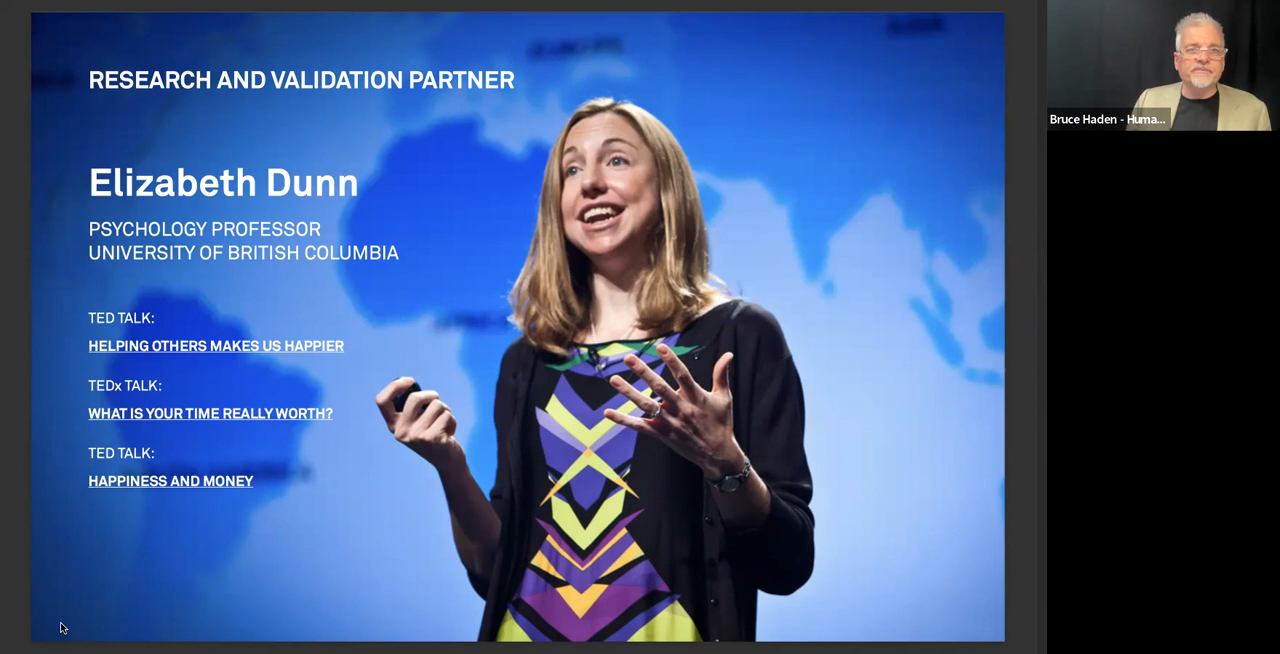 RESEARCH AND VALIDATION PARTNER
Elizabeth Dunn
PSYCHOLOGY PROFESSOR
UNIVERSITY OF BRITISH COLUMBIA
TED TALK:
HELPING OTHERS MAKES US HAPPIER
TEDx TALK:
WHAT IS YOUR TIME REALLY WORTH?
TED TALK:
HAPPINESS AND MONEY
Bruce Haden - Huma...